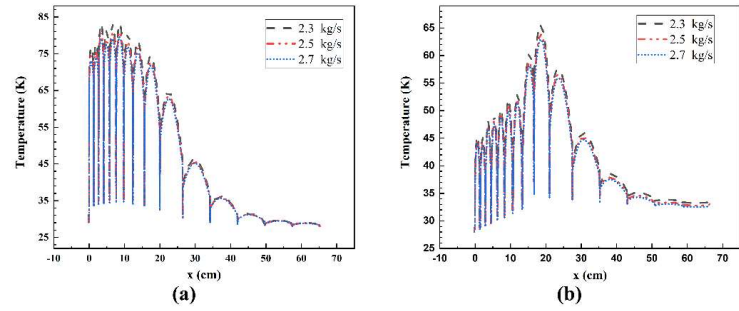 85
75
65
55
45
35
25
Temperature (K)
2.3 kg/s
2.5 kg/s
2.7 kg/s
-10 0 10 20 30 40 50 60 70
x (cm)
(a)
65
60
55
50
45
40
35
30
25
Temperature (K)
2.3 kg/s
2.5 kg/s
2.7 kg/s
-10 0 10 20 30 40 50 60 70
x (cm)
(b)